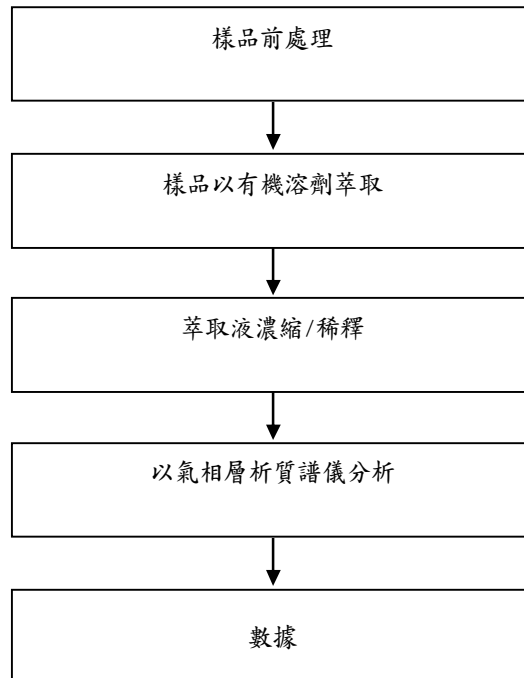 樣品前處理
樣品以有機溶劑萃取
萃取液濃縮/稀釋
以氣相層析質譜儀分析
數據